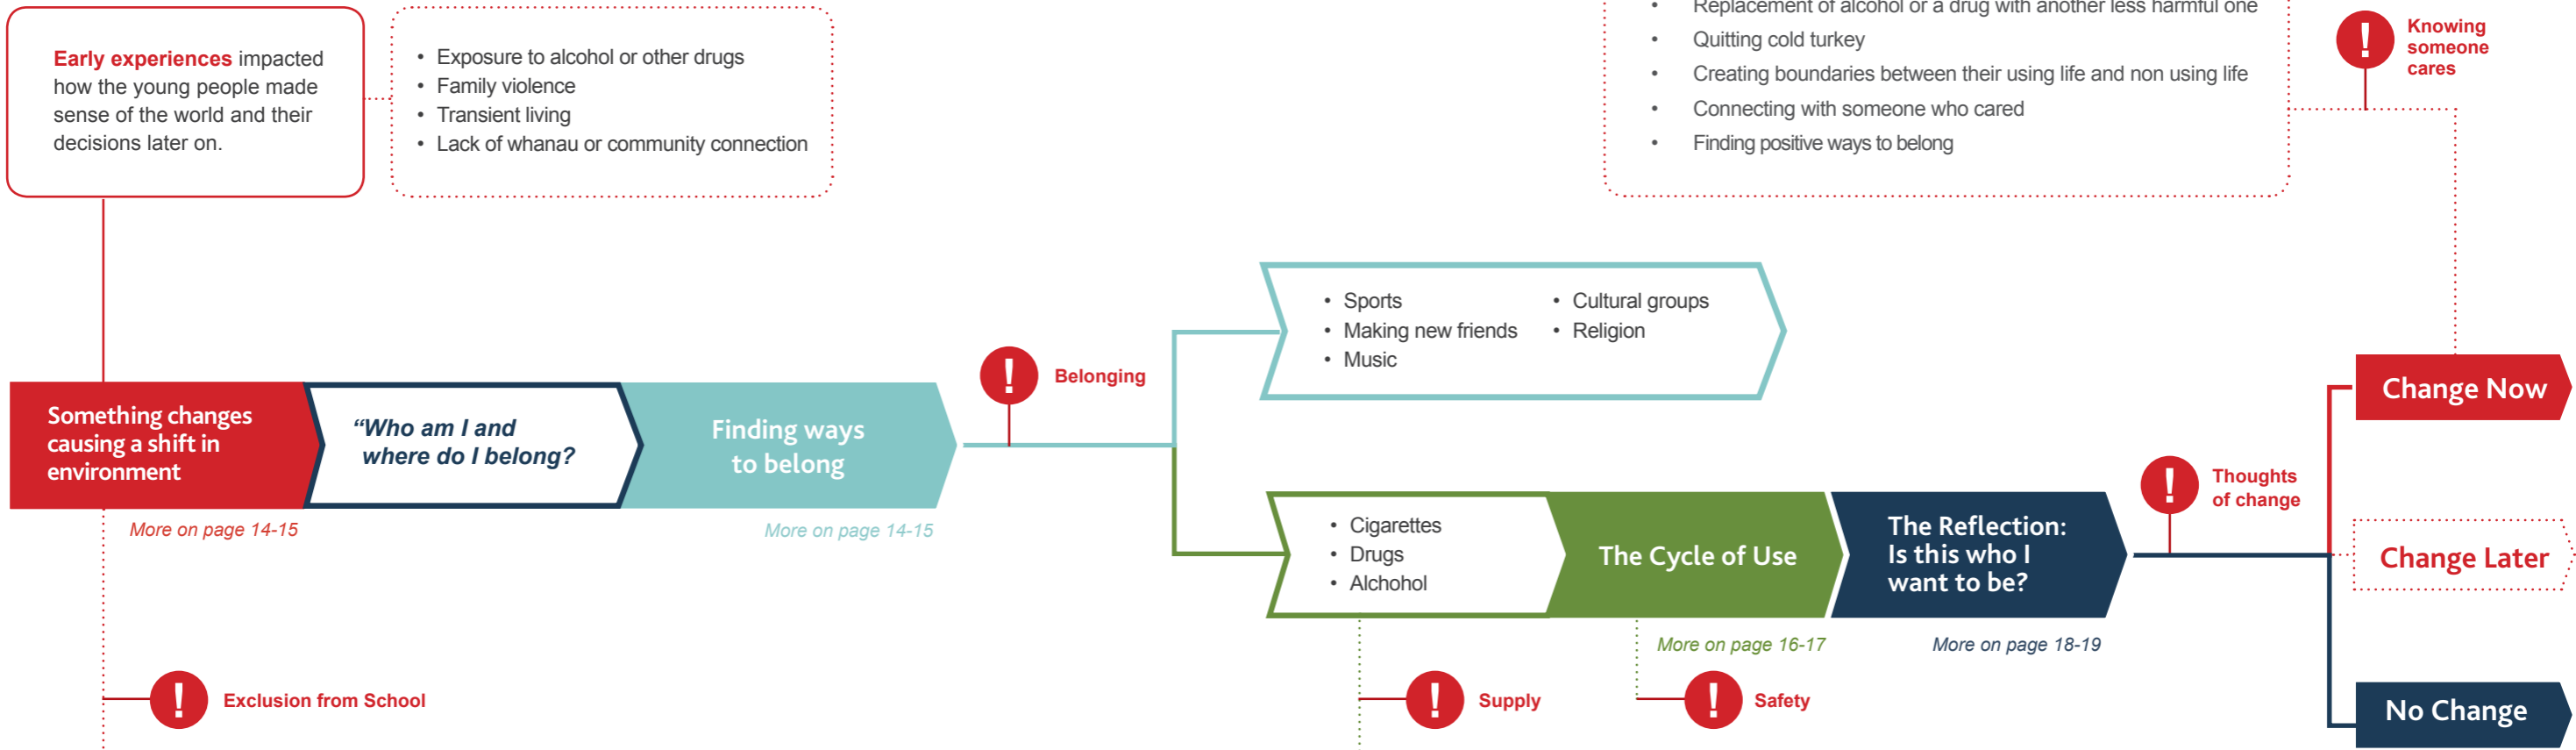 Early experiences impacted
how the young people made
sense of the world and their
decisions later on.
• Exposure to alcohol or other drugs
• Family violence
• Transient living
• Lack of whanau or community connection
• Replacement of alcohol or a drug with another less harmful one
• Quitting cold turkey
• Creating boundaries between their using life and non using life
• Connecting with someone who cared
• Finding positive ways to belong
!
Knowing
someone
cares
Something changes
causing a shift in
environment
More on page 14-15
“Who am I and
where do I belong?
Finding ways
to belong
More on page 14-15
!
Belonging
• Sports
• Making new friends
• Music
• Cultural groups
• Religion
• Cigarettes
• Drugs
• Alchohol
The Cycle of Use
More on page 16-17
The Reflection:
Is this who I
want to be?
More on page 18-19
!
Thoughts
of change
Change Now
Change Later
No Change
!
Exclusion from School
!
Supply
!
Safety